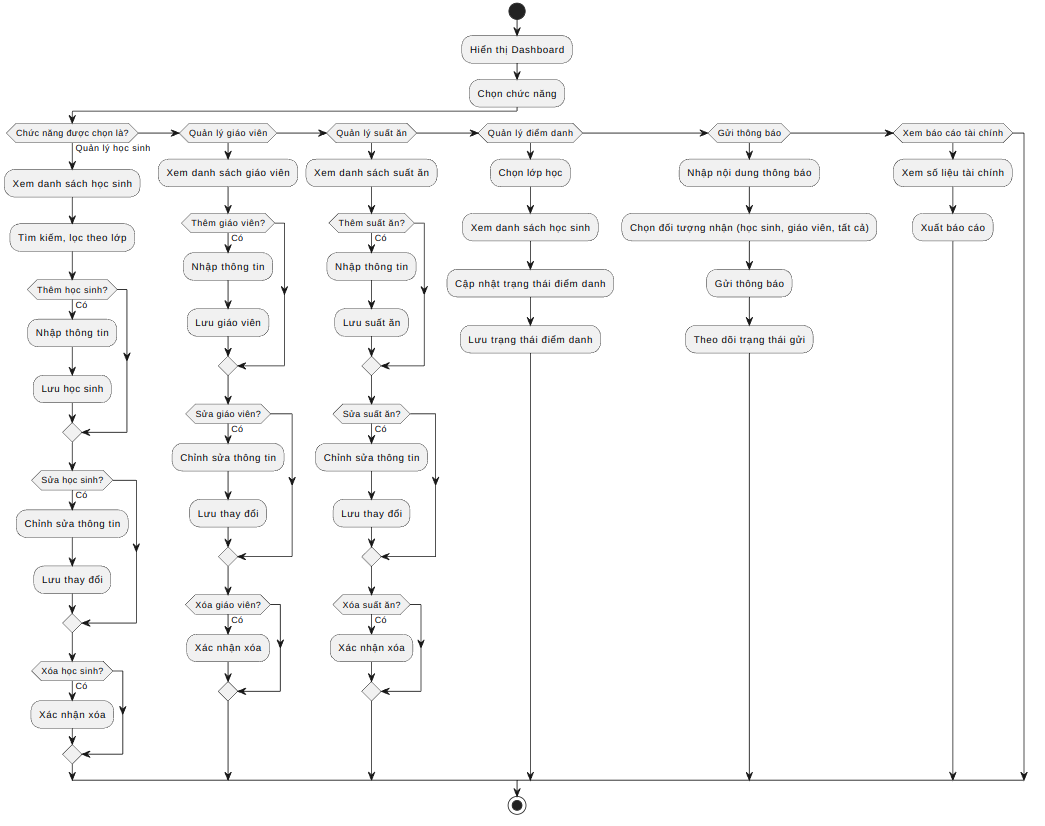 Hiển thị Dashboard
Chọn chức năng
Chức năng được chọn là?
Quản lý học sinh
Xem danh sách học sinh
Tìm kiếm, lọc theo lớp
Thêm học sinh?
Có
Nhập thông tin
Lưu học sinh
Sửa học sinh?
Có
Chỉnh sửa thông tin
Lưu thay đổi
Xóa học sinh?
Có
Xác nhận xóa
Quản lý giáo viên
Xem danh sách giáo viên
Thêm giáo viên?
Có
Nhập thông tin
Lưu giáo viên
Sửa giáo viên?
Có
Chỉnh sửa thông tin
Lưu thay đổi
Xóa giáo viên?
Có
Xác nhận xóa
Quản lý suất ăn
Xem danh sách suất ăn
Thêm suất ăn?
Có
Nhập thông tin
Lưu suất ăn
Sửa suất ăn?
Có
Chỉnh sửa thông tin
Lưu thay đổi
Xóa suất ăn?
Có
Xác nhận xóa
Quản lý điểm danh
Chọn lớp học
Xem danh sách học sinh
Cập nhật trạng thái điểm danh
Lưu trạng thái điểm danh
Gửi thông báo
Nhập nội dung thông báo
Chọn đối tượng nhận (học sinh, giáo viên, tất cả)
Gửi thông báo
Theo dõi trạng thái gửi
Xem báo cáo tài chính
Xem số liệu tài chính
Xuất báo cáo